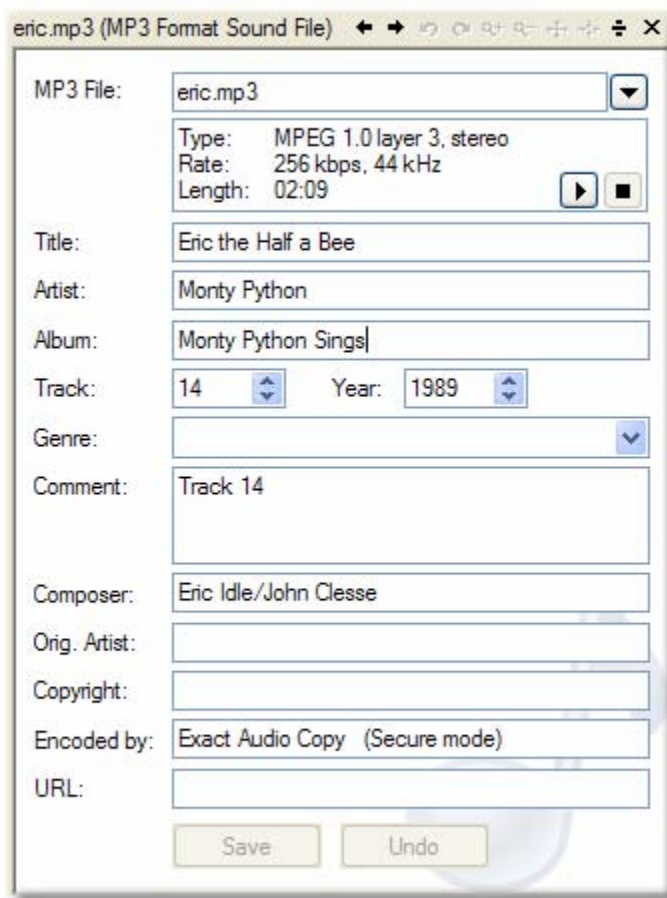 eric.mp3 (MP3 Format Sound File)
MP3 File: eric.mp3
Type: MPEG 1.0 layer 3, stereo
Rate: 256 kbps, 44 kHz
Length: 02:09
Title: Eric the Half a Bee
Artist: Monty Python
Album: Monty Python Sings
Track: 14 Year: 1989
Genre:
Comment: Track 14
Composer: Eric Idle/John Clesse
Orig. Artist:
Copyright:
Encoded by: Exact Audio Copy (Secure mode)
URL:
Save Undo